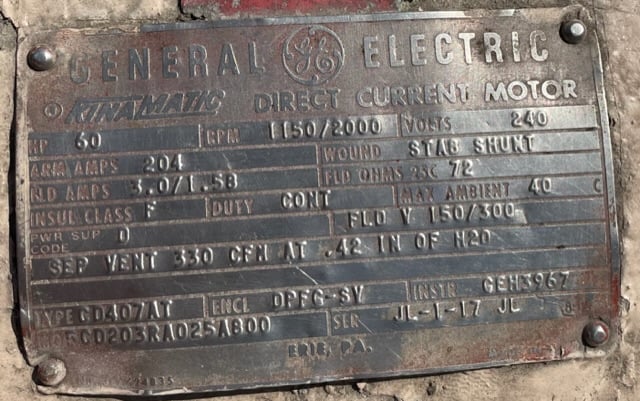 GENERAL GE ELECTRIC
KINAMATIC DIRECT CURRENT MOTOR
HP 60 RPM 1150/2000 VOLTS 240
ARM AMPS 204 WOUND STAB SHUNT
FLD AMPS 3.0/1.58 FLD OHMS 25C 72
INSUL CLASS F DUTY CONT MAX AMBIENT 40 C
PWR SUP CODE D FLD V 150/300
SEP VENT 330 CFM AT .42 IN OF H2O
TYPE CD407AT ENCL DPFG-SV INSTR GEH3967
5CD203RA025A800 SER JL-1-17 JL
ERIE, PA.